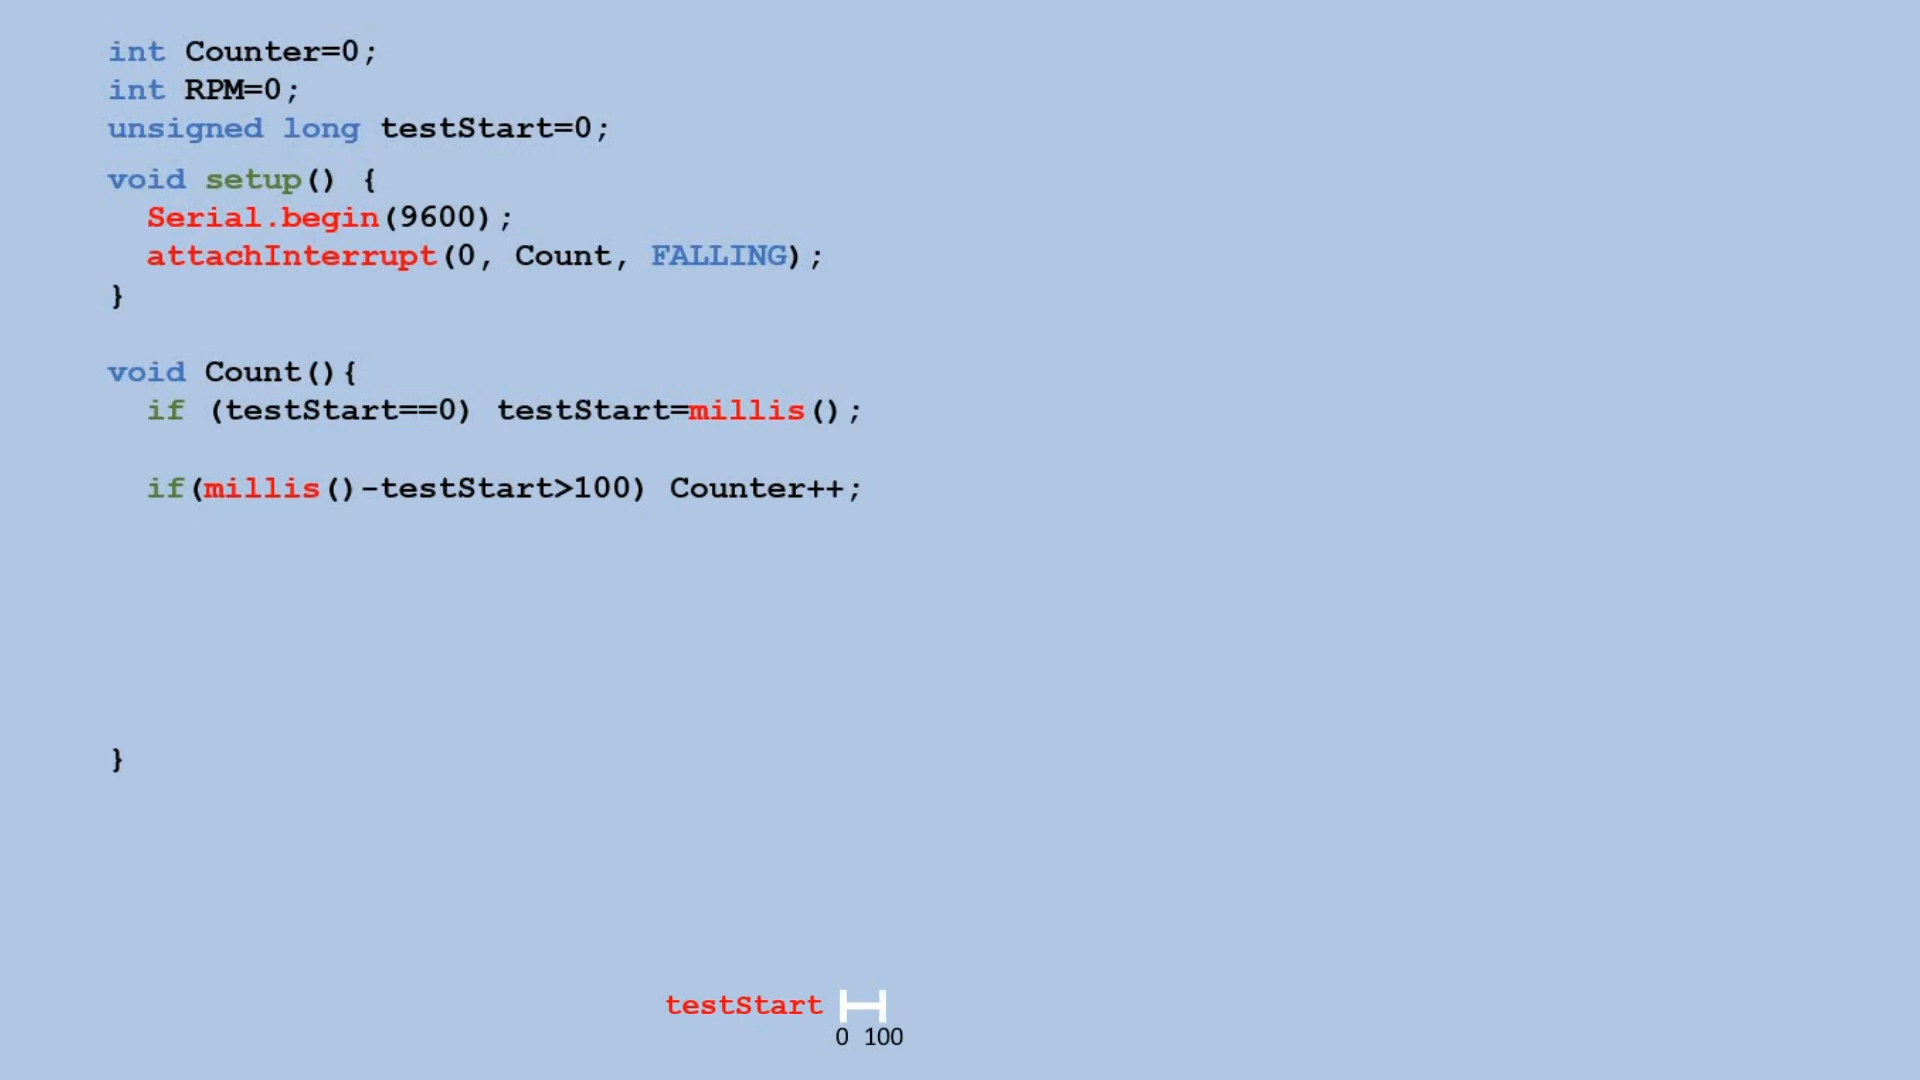 int Counter=0;
int RPM=0;
unsigned long testStart=0;
void setup() {
  Serial.begin(9600);
  attachInterrupt(0, Count, FALLING);
}
void Count(){
  if (testStart==0) testStart=millis();
  if(millis()-testStart>100) Counter++;
}
testStart
0 100